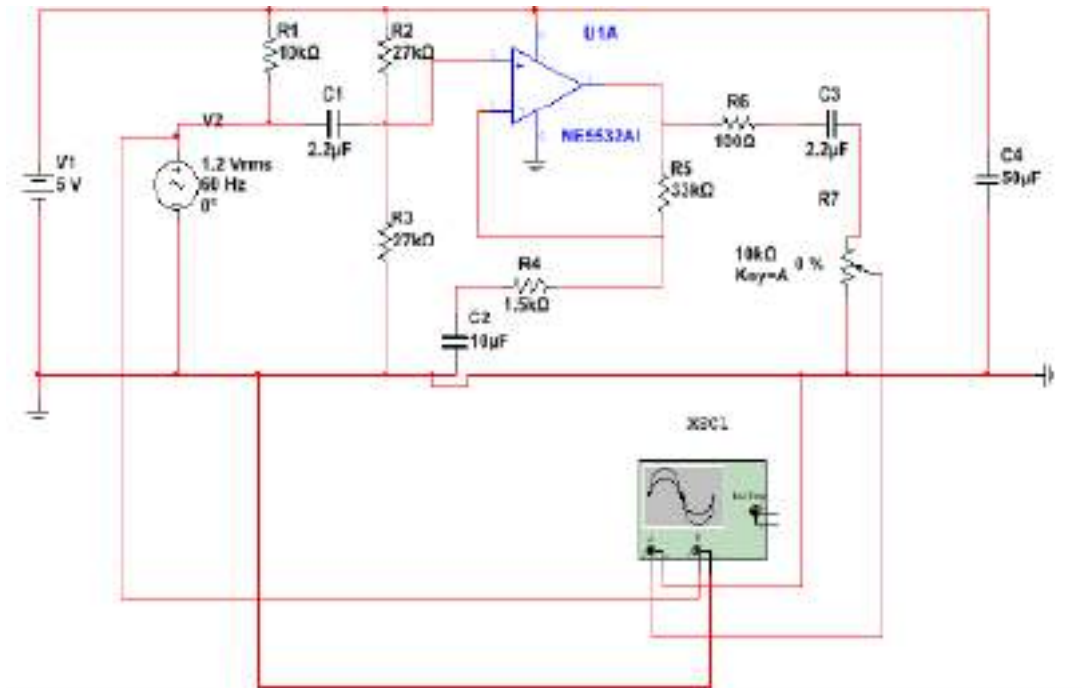 R1
10kΩ
R2
27kΩ
U1A
C1
2.2µF
V2
1.2 Vrms
60 Hz
0°
V1
5 V
NE5532AI
R6
100Ω
C3
2.2µF
C4
50µF
R5
33kΩ
R7
10kΩ
Key=A
0 %
R3
27kΩ
R4
1.5kΩ
C2
10µF
XSC1